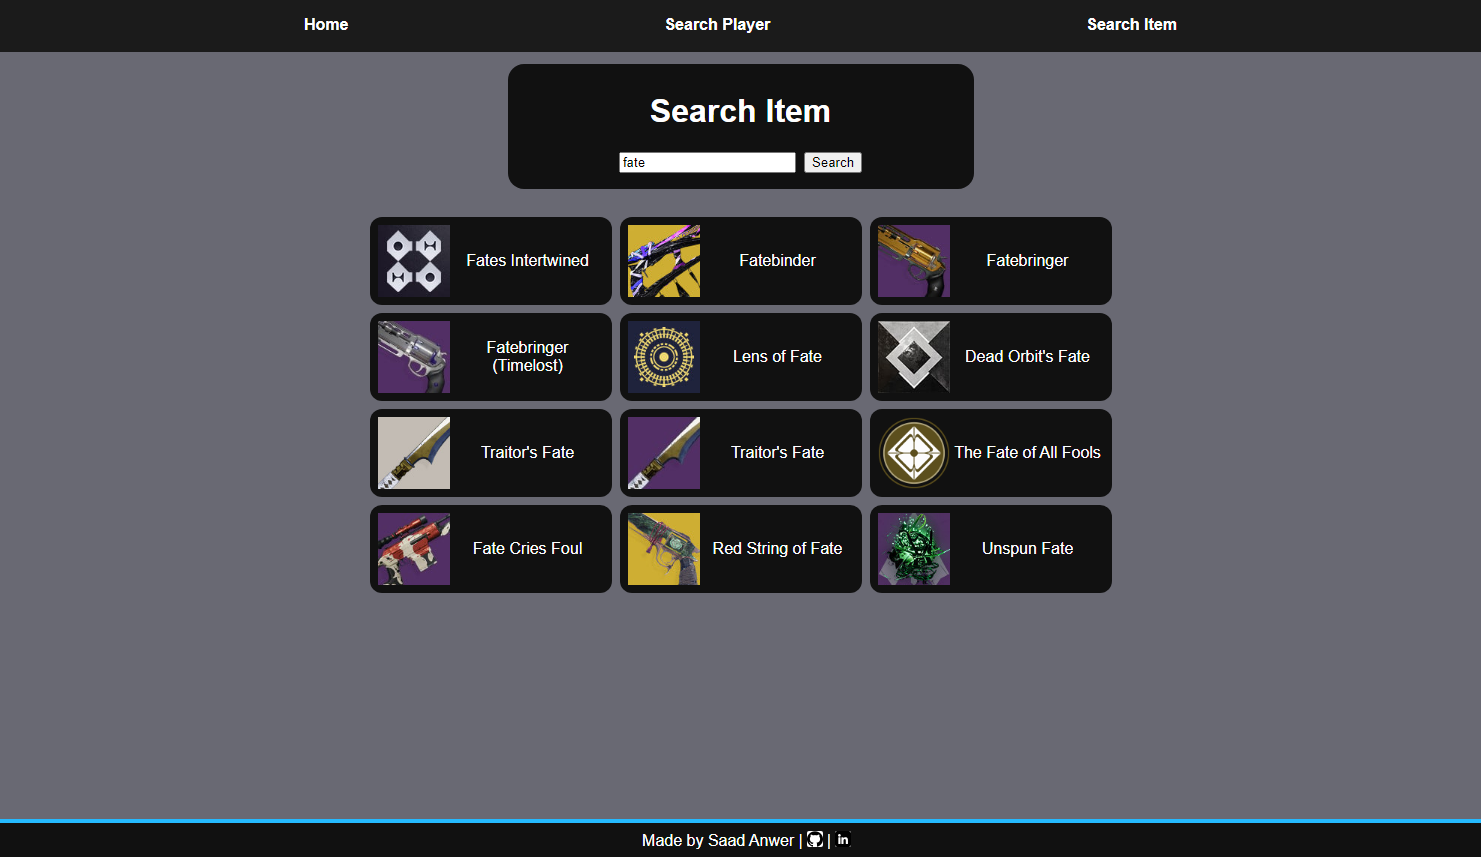 Home Search Player Search Item
Search Item
fate Search
Fates Intertwined
Fatebinder
Fatebringer
Fatebringer
(Timelost)
Lens of Fate
Dead Orbit's Fate
Traitor's Fate
Traitor's Fate
The Fate of All Fools
Fate Cries Foul
Red String of Fate
Unspun Fate
Made by Saad Anwer | | in